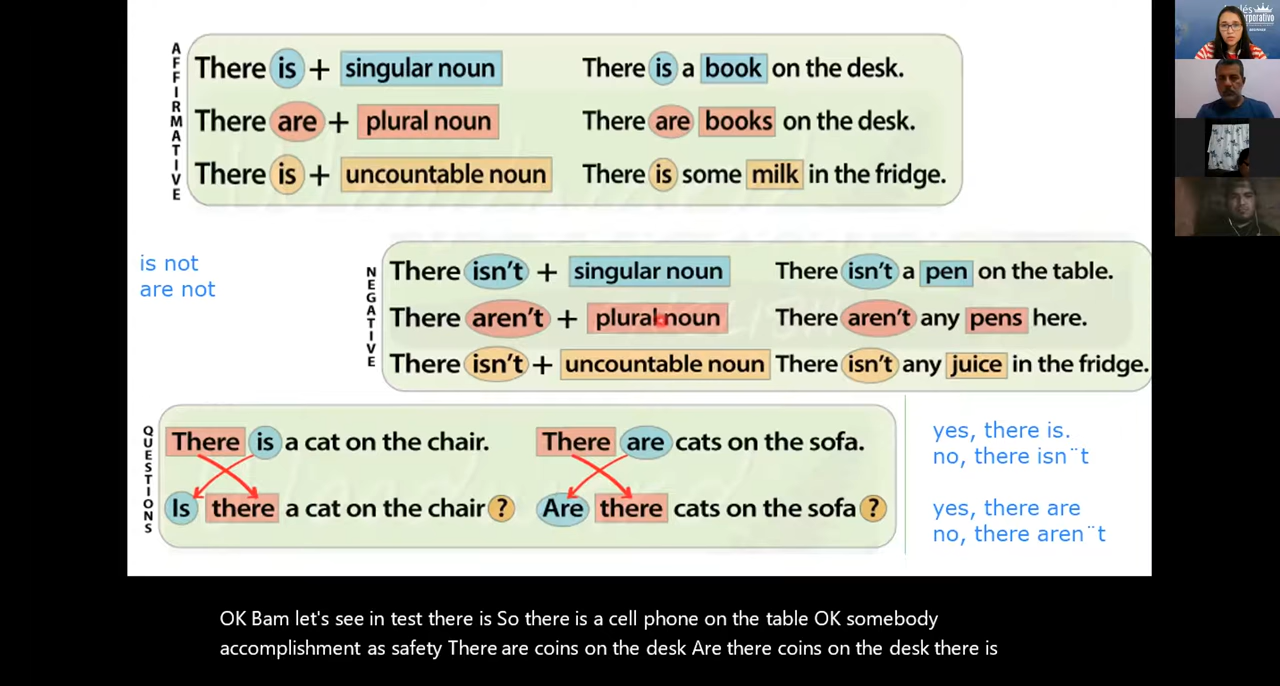 AFFIRMATIVE
There is + singular noun There is a book on the desk.
There are + plural noun There are books on the desk.
There is + uncountable noun There is some milk in the fridge.
is not
are not
NEGATIVE
There isn't + singular noun There isn't a pen on the table.
There aren't + plural noun There aren't any pens here.
There isn't + uncountable noun There isn't any juice in the fridge.
QUESTIONS
There is a cat on the chair. There are cats on the sofa.
Is there a cat on the chair? Are there cats on the sofa?
yes, there is.
no, there isn¨t
yes, there are
no, there aren¨t
OK Bam let's see in test there is So there is a cell phone on the table OK somebody
accomplishment as safety There are coins on the desk Are there coins on the desk there is